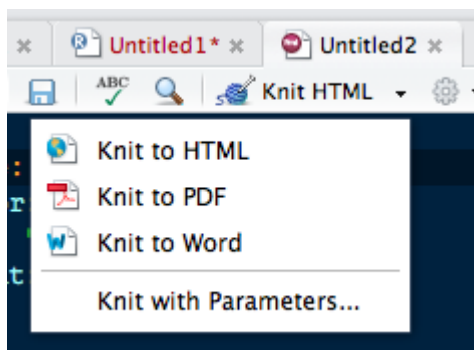 Untitled1* Untitled2
ABC Knit HTML
Knit to HTML
:
Knit to PDF
r
Knit to Word
t
Knit with Parameters...